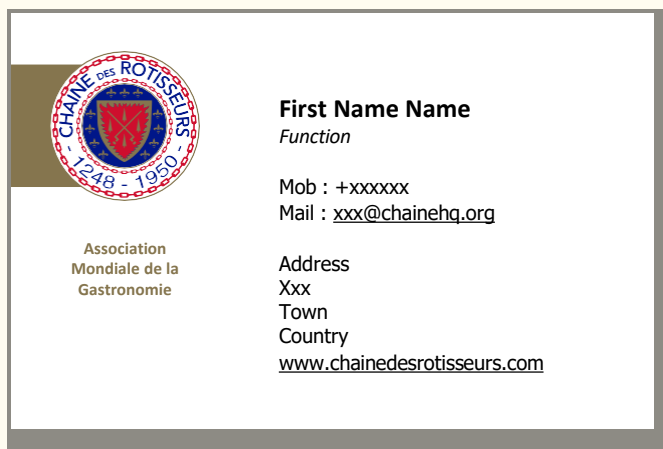 CHAINE DES ROTISSEURS
- 1248 - 1950 -
Association
Mondiale de la
Gastronomie
First Name Name
Function
Mob : +xxxxxx
Mail : xxx@chainehq.org
Address
Xxx
Town
Country
www.chainedesrotisseurs.com